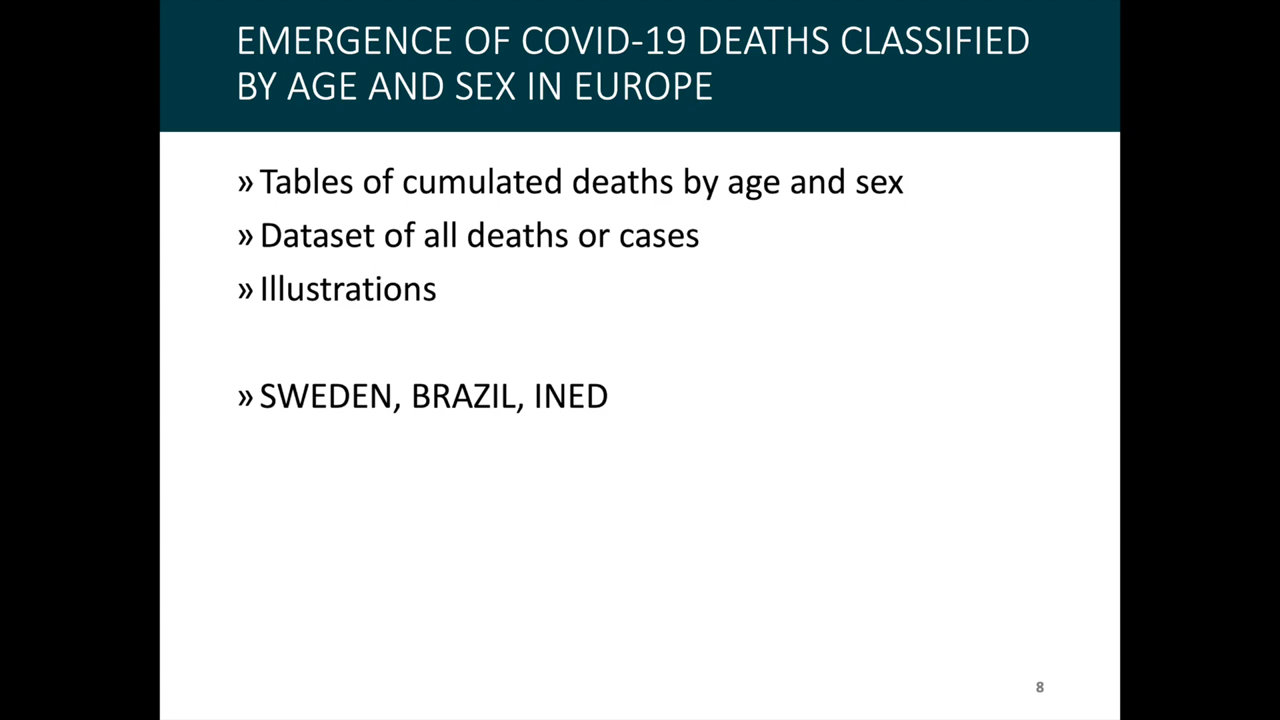 EMERGENCE OF COVID-19 DEATHS CLASSIFIED
BY AGE AND SEX IN EUROPE
» Tables of cumulated deaths by age and sex
» Dataset of all deaths or cases
» Illustrations
» SWEDEN, BRAZIL, INED
8